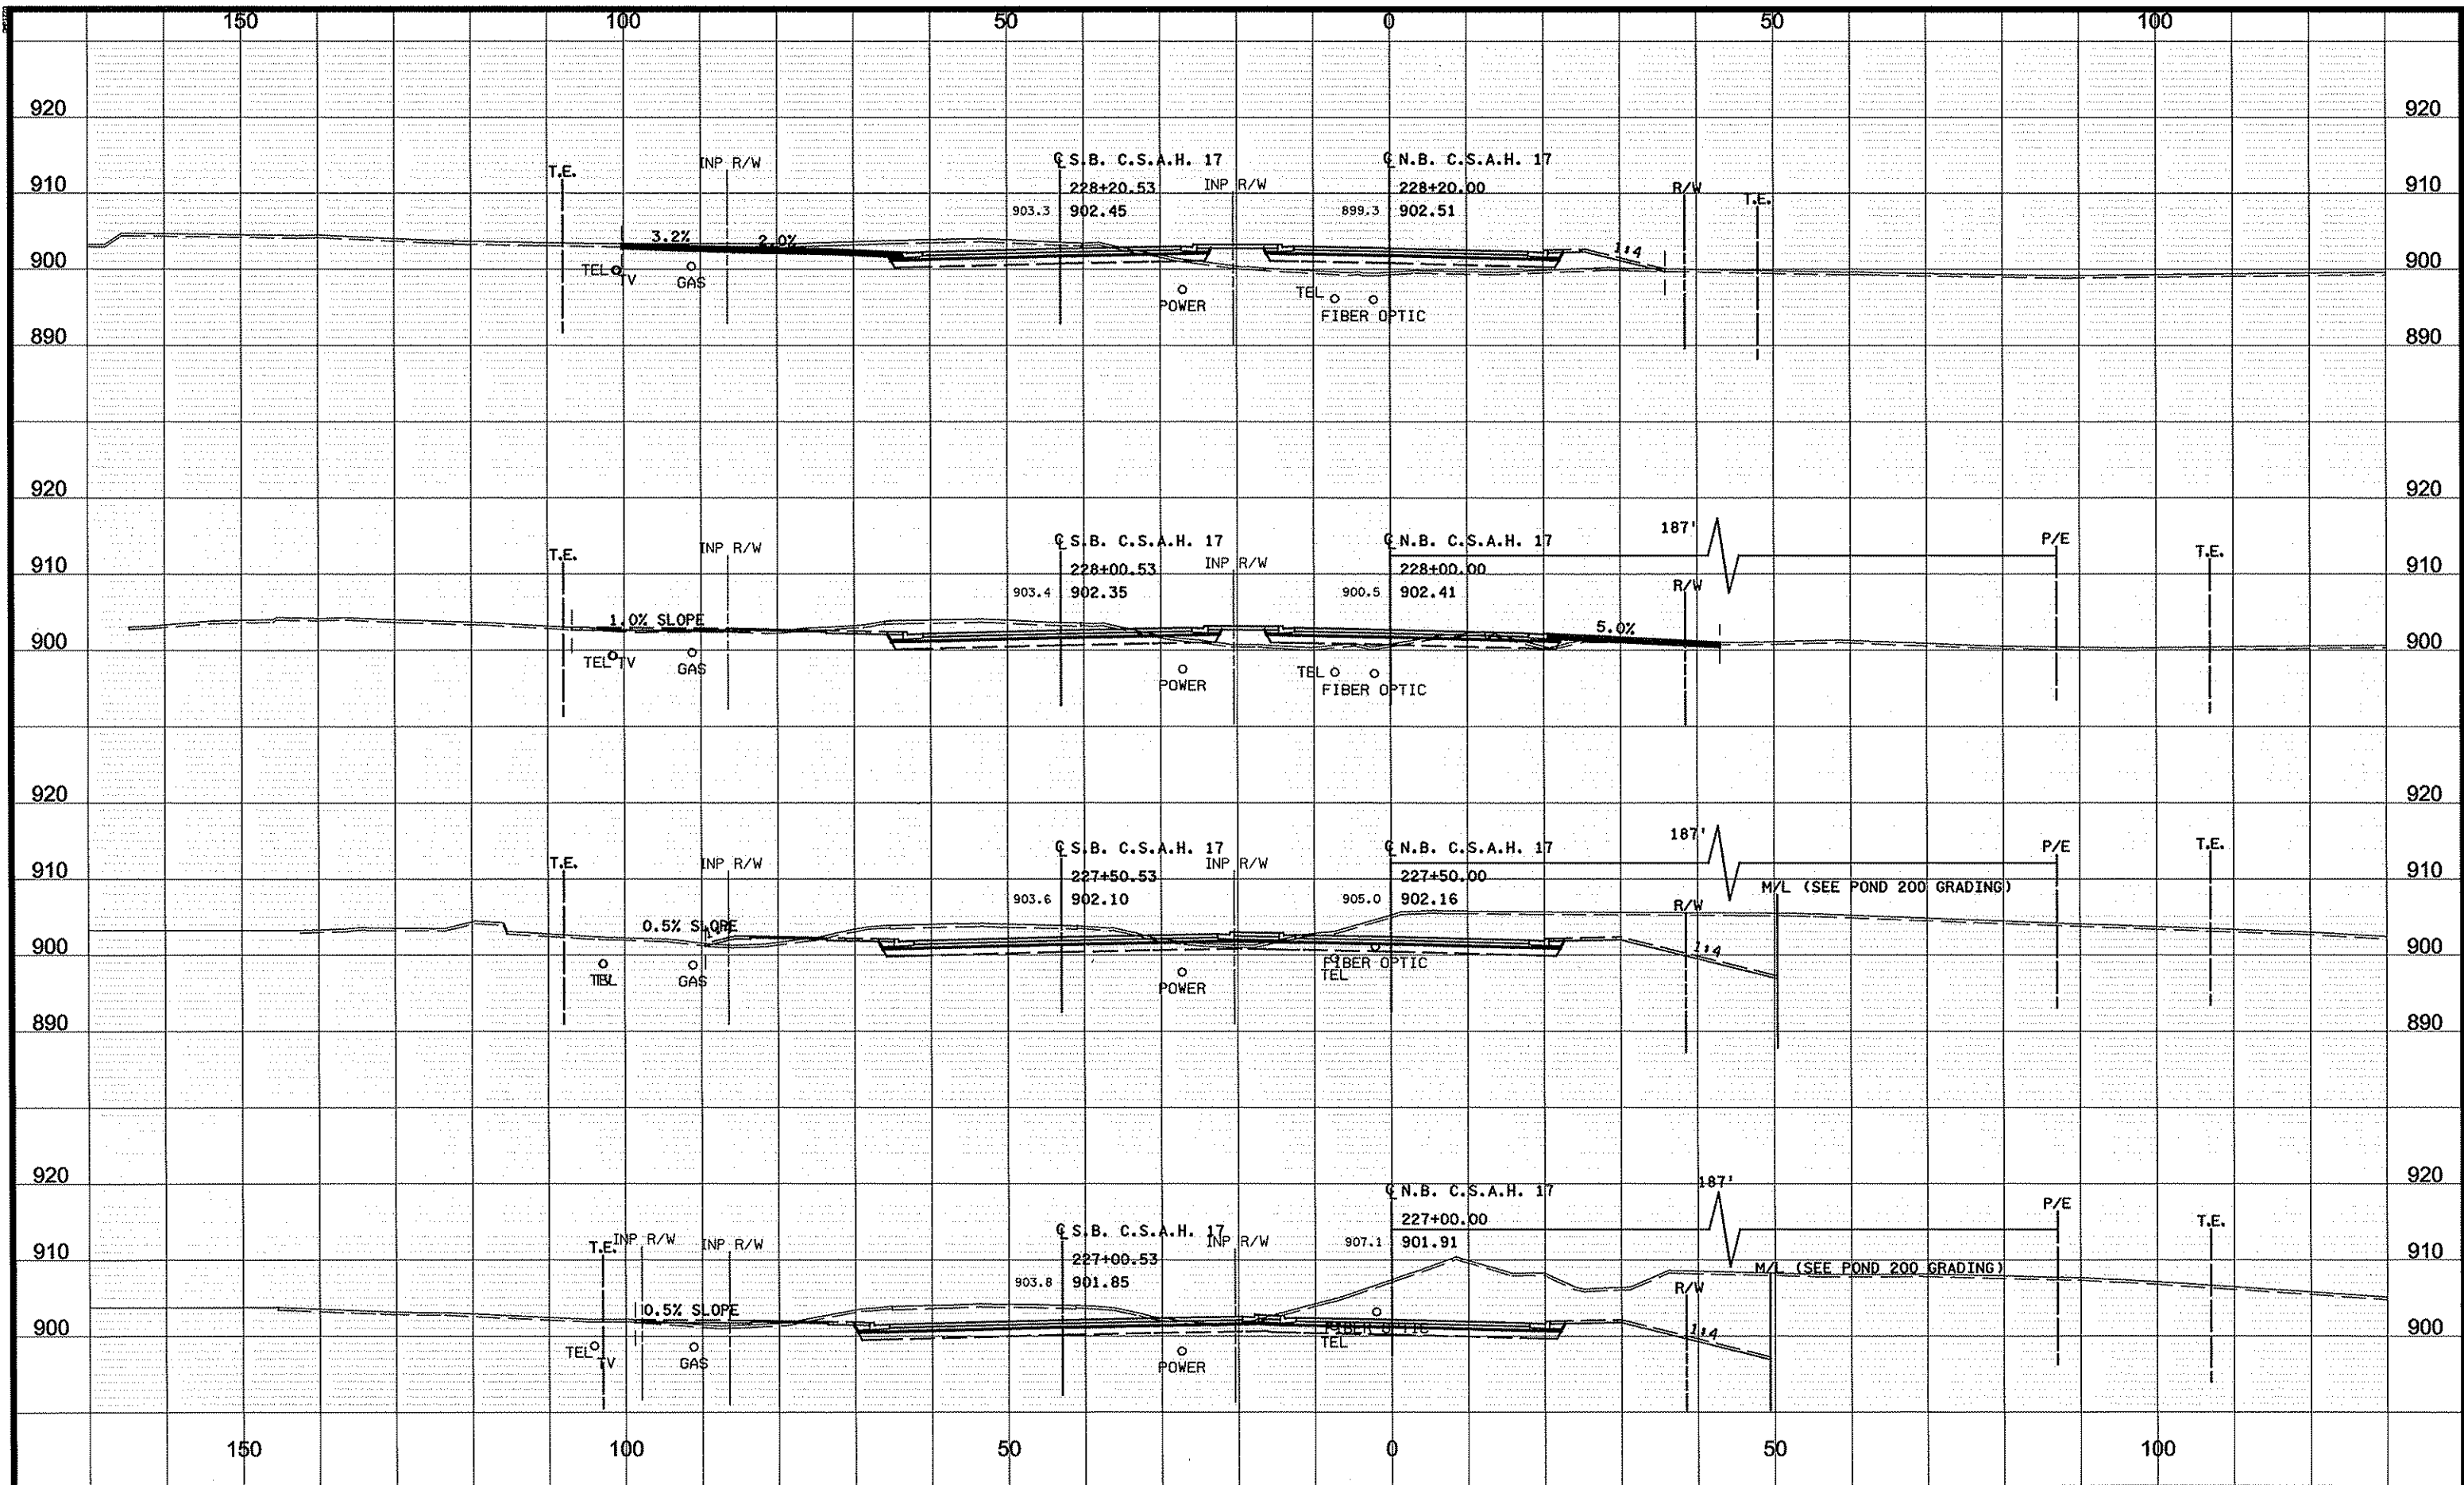 150 100 50 0 50 100
920 920
INP R/W ℄ S.B. C.S.A.H. 17 ℄ N.B. C.S.A.H. 17
T.E. 228+20.53 INP R/W 228+20.00 R/W
910 910
903.3 902.45 899.3 902.51 T.E.
3.2% 2.0% 1:4
900 TEL TV GAS 900
POWER TEL FIBER OPTIC
890 890
920 920
187'
T.E. INP R/W ℄ S.B. C.S.A.H. 17 ℄ N.B. C.S.A.H. 17 P/E T.E.
228+00.53 INP R/W 228+00.00
910 910
903.4 902.35 900.5 902.41 R/W
1.0% SLOPE 5.0%
900 900
TEL TV GAS POWER TEL FIBER OPTIC
920 920
187'
T.E. INP R/W ℄ S.B. C.S.A.H. 17 INP R/W ℄ N.B. C.S.A.H. 17 P/E T.E.
910 227+50.53 227+50.00 910
M/L (SEE POND 200 GRADING)
903.6 902.10 905.0 902.16 R/W
0.5% SLOPE
900 1:4 900
TEL GAS POWER FIBER OPTIC TEL
890 890
920 920
187'
℄ N.B. C.S.A.H. 17 P/E
227+00.00 T.E.
℄ S.B. C.S.A.H. 17
T.E. INP R/W INP R/W INP R/W 907.1 901.91
910 227+00.53 910
M/L (SEE POND 200 GRADING)
903.8 901.85 R/W
0.5% SLOPE
900 1:4 900
TEL TV GAS POWER FIBER OPTIC TEL
150 100 50 0 50 100